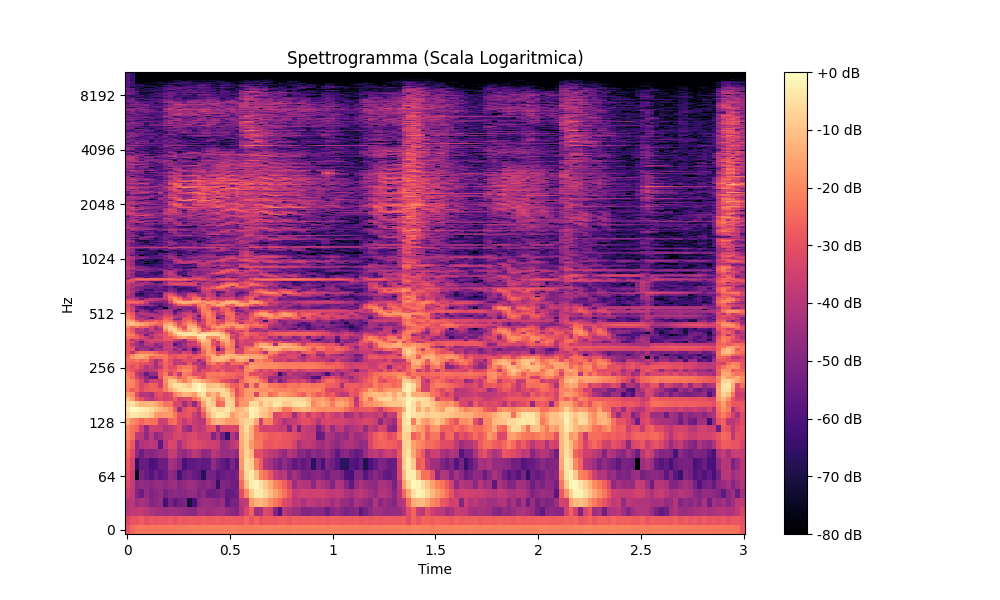 Spettrogramma (Scala Logaritmica)
Hz
8192
4096
2048
1024
512
256
128
64
0
0 0.5 1 1.5 2 2.5 3
Time
+0 dB
-10 dB
-20 dB
-30 dB
-40 dB
-50 dB
-60 dB
-70 dB
-80 dB